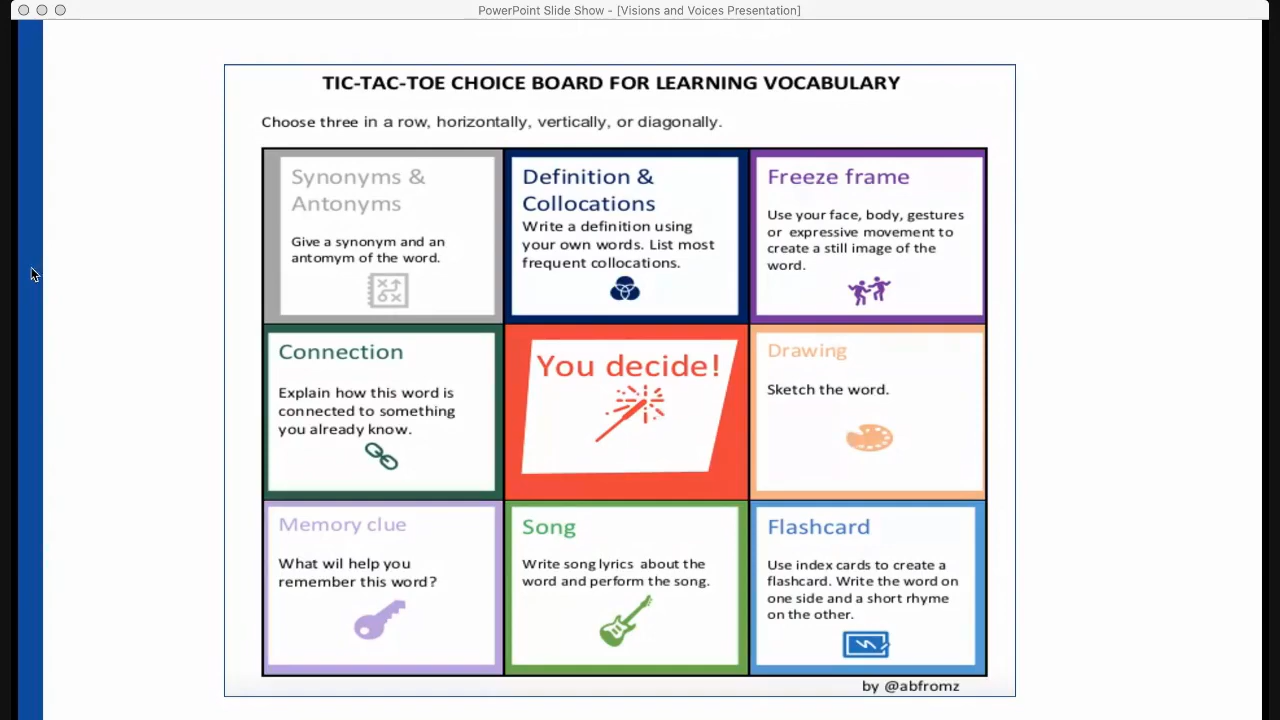 PowerPoint Slide Show - [Visions and Voices Presentation]
TIC-TAC-TOE CHOICE BOARD FOR LEARNING VOCABULARY
Choose three in a row, horizontally, vertically, or diagonally.
Synonyms &
Antonyms
Give a synonym and an
antomym of the word.
Definition &
Collocations
Write a definition using
your own words. List most
frequent collocations.
Freeze frame
Use your face, body, gestures
or expressive movement to
create a still image of the
word.
Connection
Explain how this word is
connected to something
you already know.
You decide!
Drawing
Sketch the word.
Memory clue
What wil help you
remember this word?
Song
Write song lyrics about the
word and perform the song.
Flashcard
Use index cards to create a
flashcard. Write the word on
one side and a short rhyme
on the other.
by @abfromz